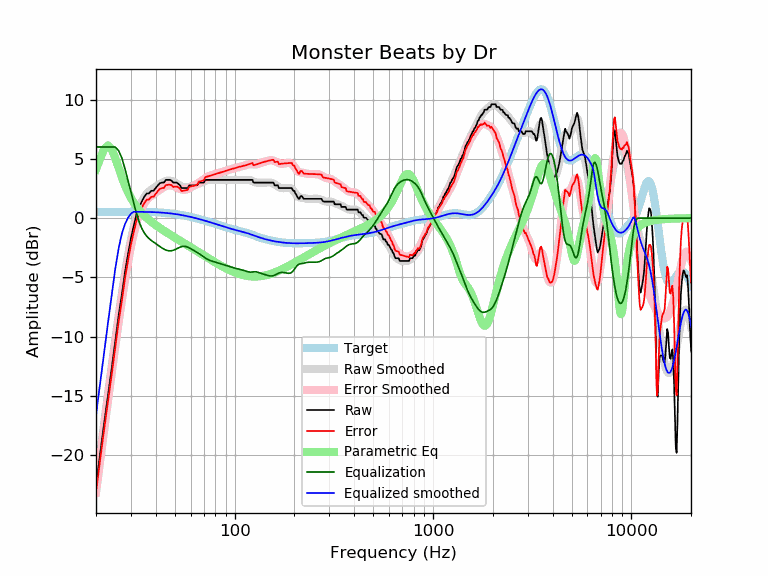 Monster Beats by Dr
10
5
0
−5
−10
−15
−20
Amplitude (dBr)
Target
Raw Smoothed
Error Smoothed
Raw
Error
Parametric Eq
Equalization
Equalized smoothed
100 1000 10000
Frequency (Hz)